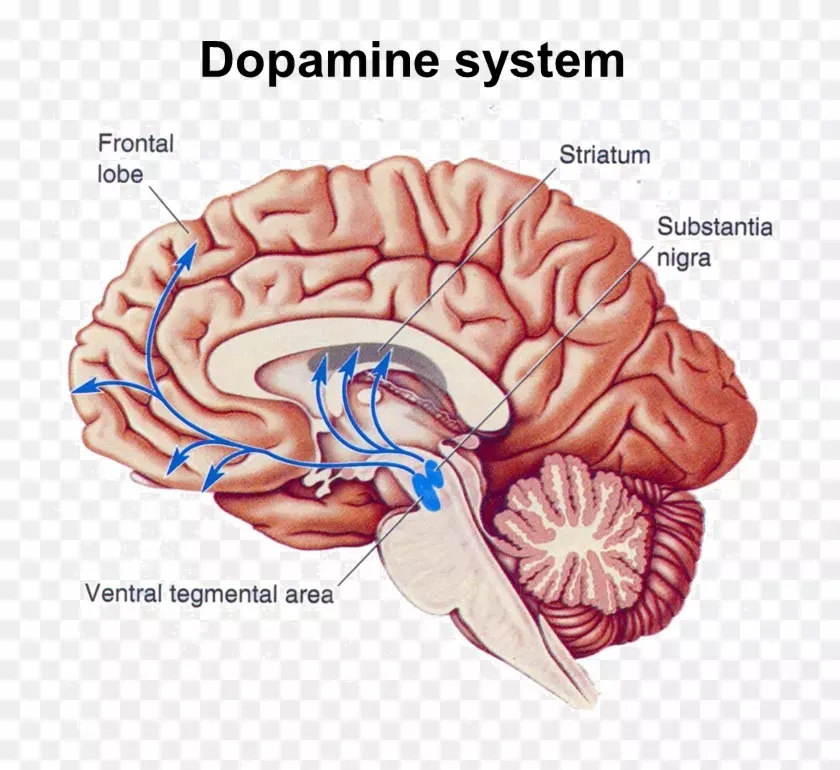 Dopamine system
Frontal
lobe
Striatum
Substantia
nigra
Ventral tegmental area